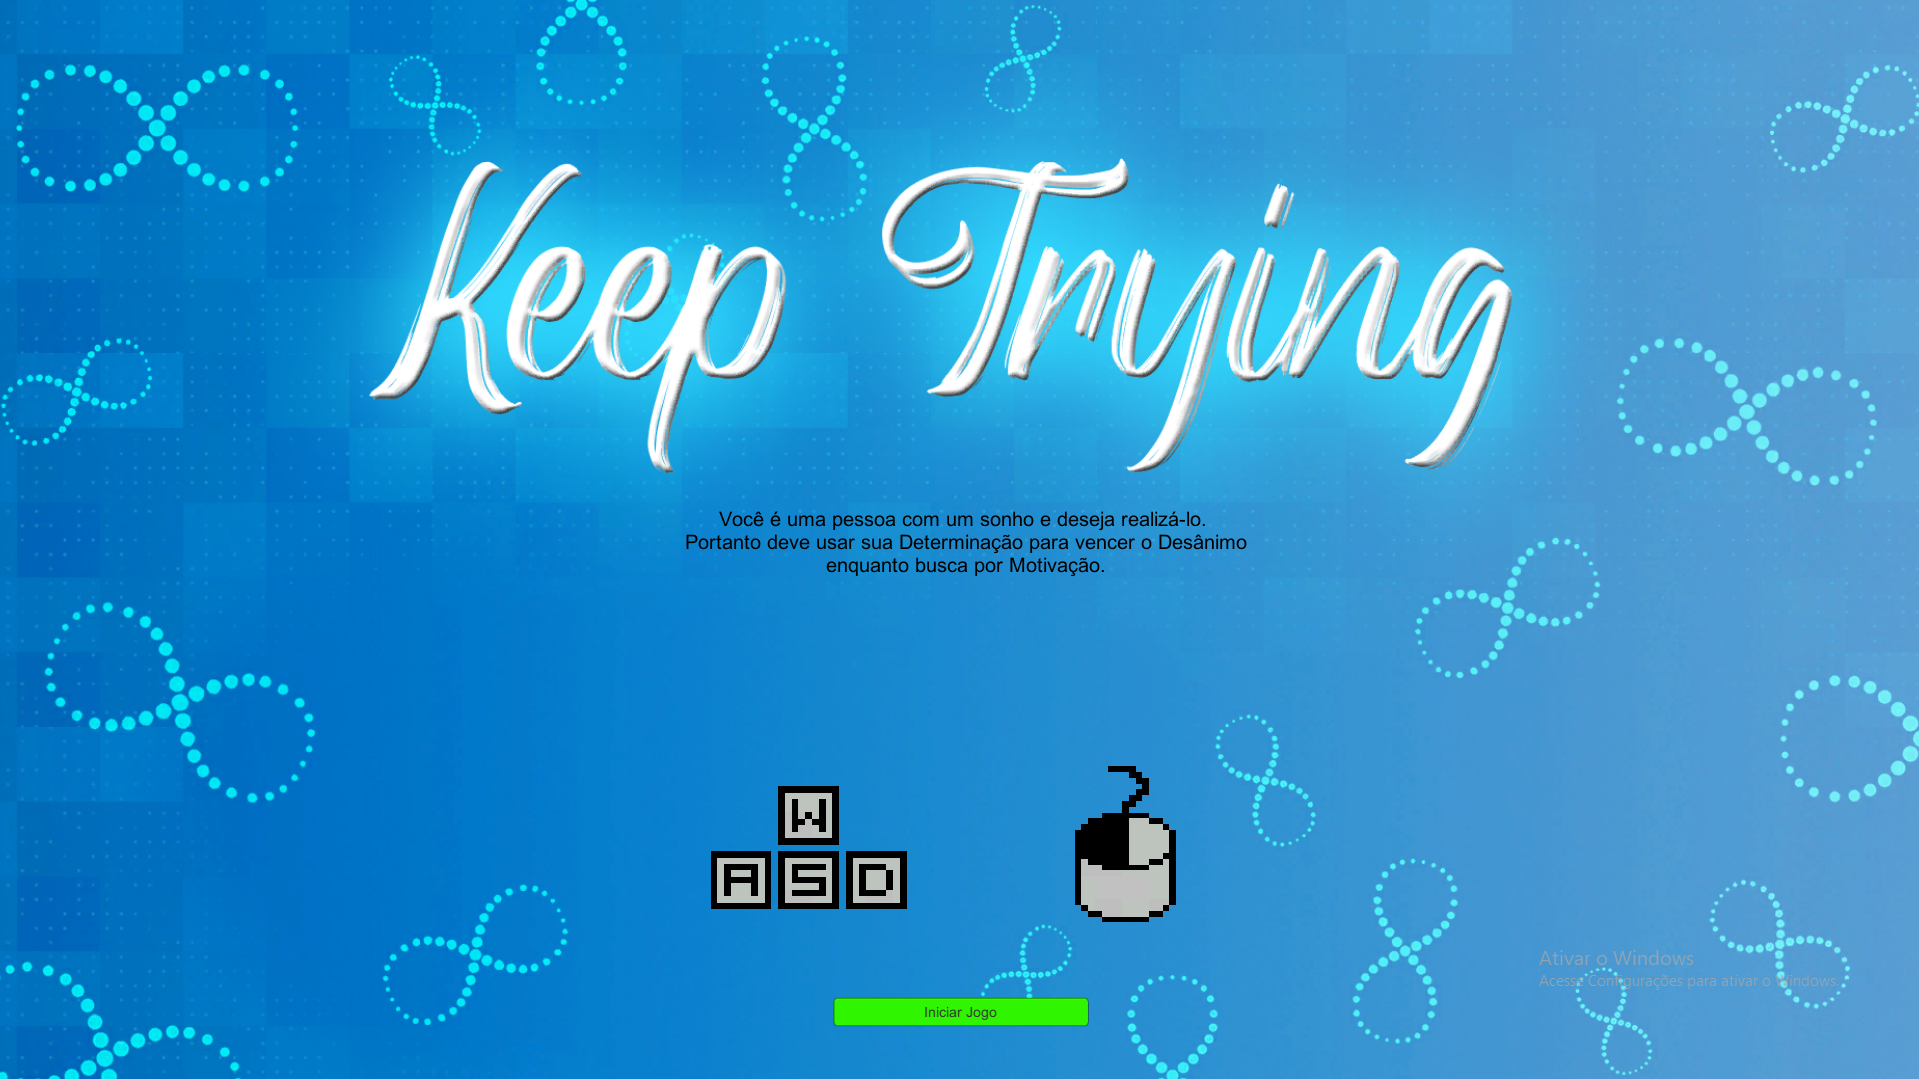 Keep Trying
Você é uma pessoa com um sonho e deseja realizá-lo.
Portanto deve usar sua Determinação para vencer o Desânimo
enquanto busca por Motivação.
W
A S D
Ativar o Windows
Acesse Configurações para ativar o Windows.
Iniciar Jogo